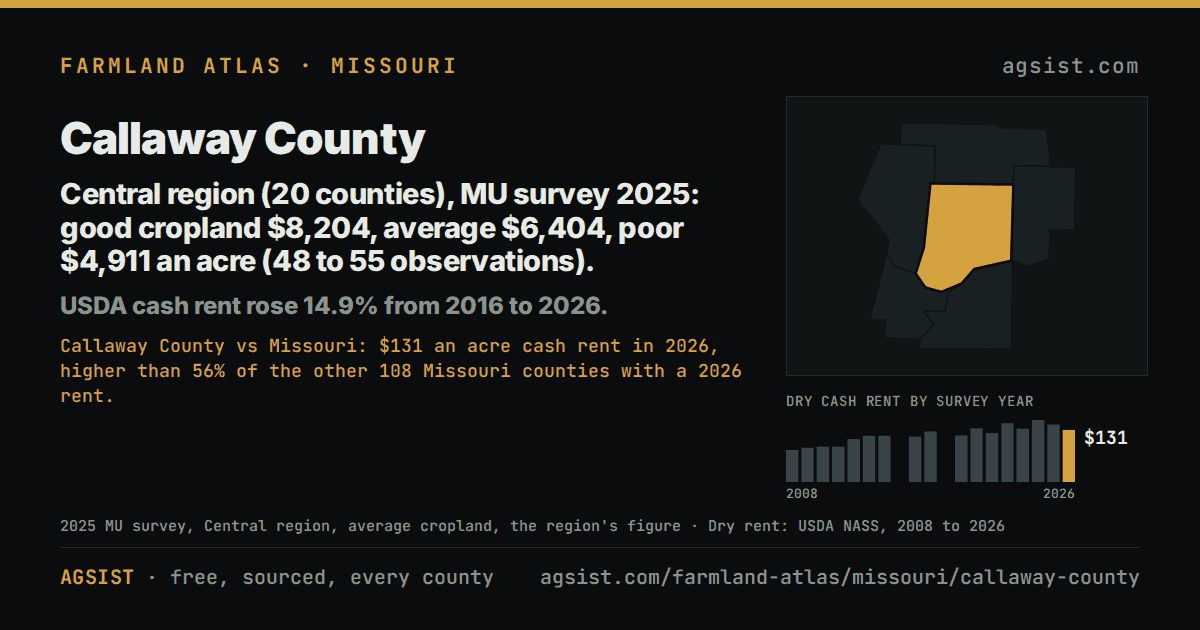 FARMLAND ATLAS · MISSOURI
agsist.com
Callaway County
Central region (20 counties), MU survey 2025:
good cropland $8,204, average $6,404, poor
$4,911 an acre (48 to 55 observations).
USDA cash rent rose 14.9% from 2016 to 2026.
Callaway County vs Missouri: $131 an acre cash rent in 2026,
higher than 56% of the other 108 Missouri counties with a 2026
rent.
DRY CASH RENT BY SURVEY YEAR
$131
2008
2026
2025 MU survey, Central region, average cropland, the region's figure · Dry rent: USDA NASS, 2008 to 2026
AGSIST · free, sourced, every county
agsist.com/farmland-atlas/missouri/callaway-county